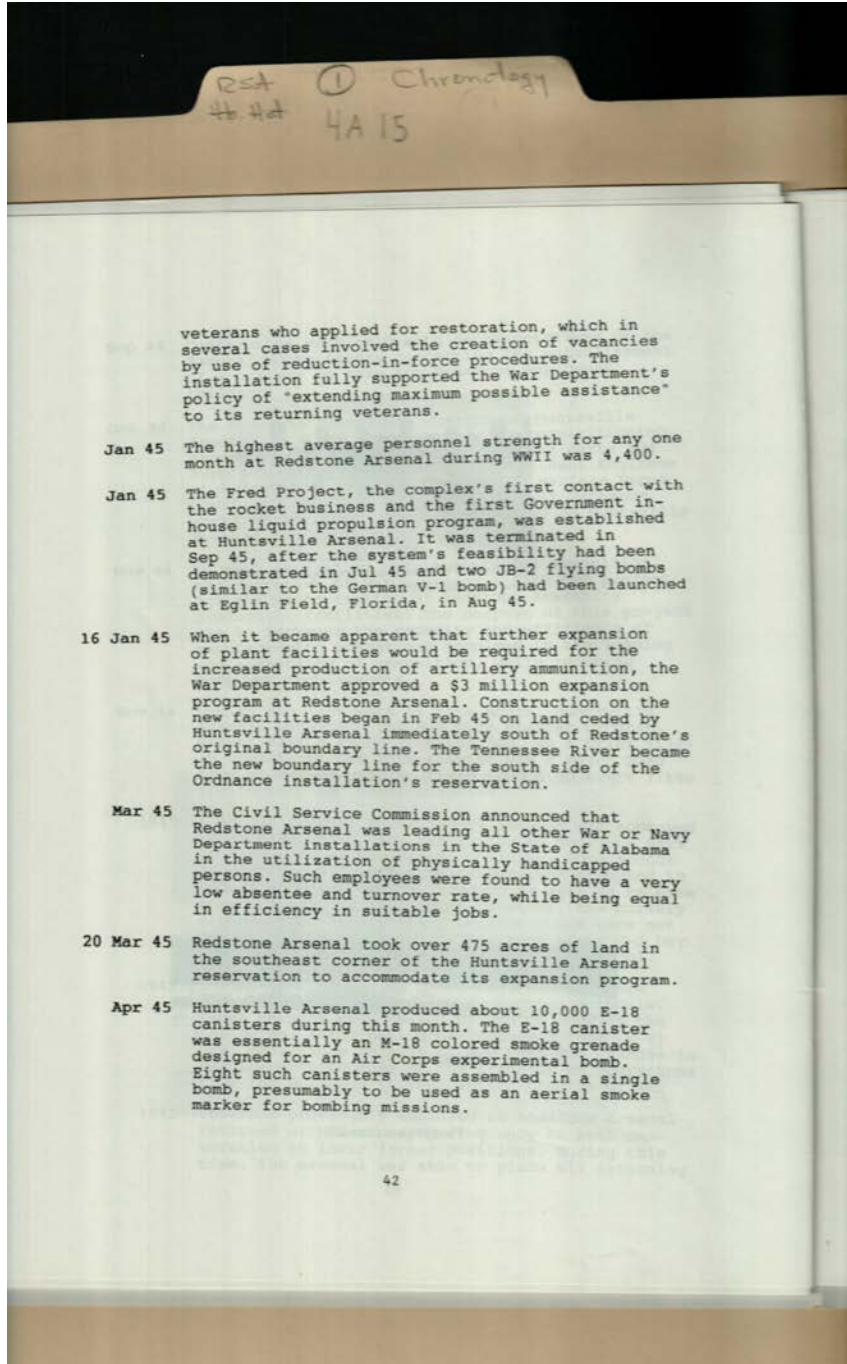 RSA ① Chronology
4A 15
veterans who applied for restoration, which in
several cases involved the creation of vacancies
by use of reduction-in-force procedures. The
installation fully supported the War Department's
policy of "extending maximum possible assistance"
to its returning veterans.
Jan 45 The highest average personnel strength for any one
month at Redstone Arsenal during WWII was 4,400.
Jan 45 The Fred Project, the complex's first contact with
the rocket business and the first Government in-
house liquid propulsion program, was established
at Huntsville Arsenal. It was terminated in
Sep 45, after the system's feasibility had been
demonstrated in Jul 45 and two JB-2 flying bombs
(similar to the German V-1 bomb) had been launched
at Eglin Field, Florida, in Aug 45.
16 Jan 45 When it became apparent that further expansion
of plant facilities would be required for the
increased production of artillery ammunition, the
War Department approved a $3 million expansion
program at Redstone Arsenal. Construction on the
new facilities began in Feb 45 on land ceded by
Huntsville Arsenal immediately south of Redstone's
original boundary line. The Tennessee River became
the new boundary line for the south side of the
Ordnance installation's reservation.
Mar 45 The Civil Service Commission announced that
Redstone Arsenal was leading all other War or Navy
Department installations in the State of Alabama
in the utilization of physically handicapped
persons. Such employees were found to have a very
low absentee and turnover rate, while being equal
in efficiency in suitable jobs.
20 Mar 45 Redstone Arsenal took over 475 acres of land in
the southeast corner of the Huntsville Arsenal
reservation to accommodate its expansion program.
Apr 45 Huntsville Arsenal produced about 10,000 E-18
canisters during this month. The E-18 canister
was essentially an M-18 colored smoke grenade
designed for an Air Corps experimental bomb.
Eight such canisters were assembled in a single
bomb, presumably to be used as an aerial smoke
marker for bombing missions.
42